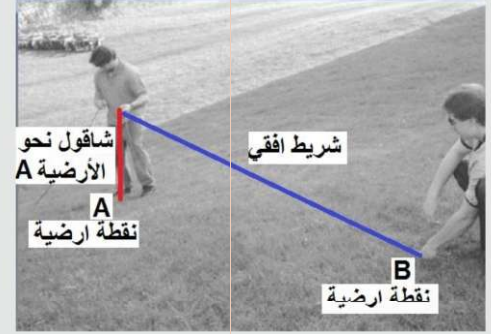 شاقول نحو
الأرضية A
شريط افقي
A
نقطة ارضية
B
نقطة ارضية